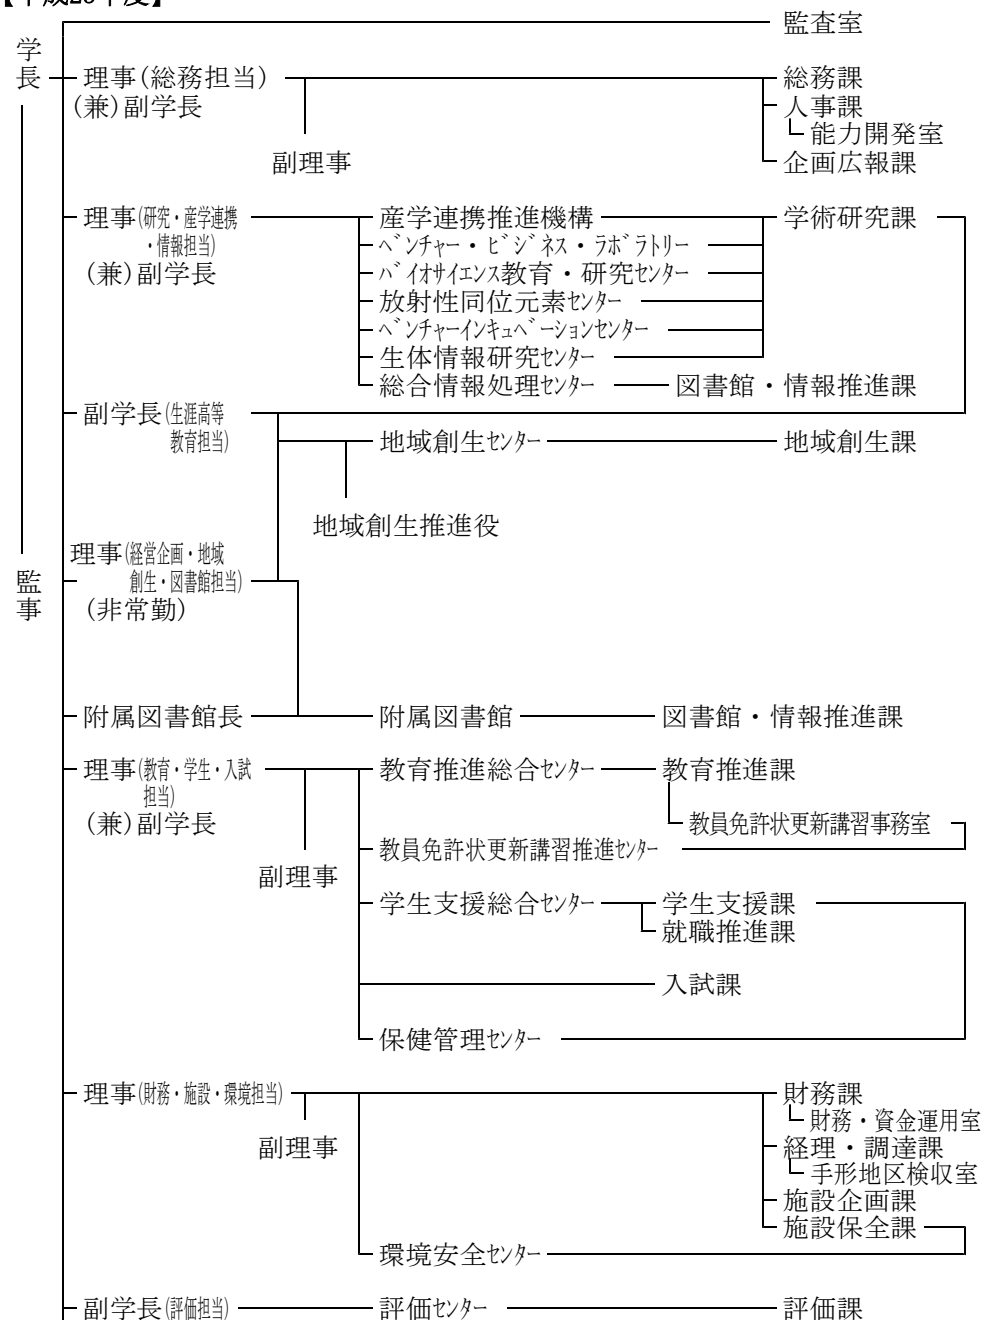 監査室
学長 理事(総務担当) 総務課
(兼)副学長 人事課
能力開発室
副理事 企画広報課
理事(研究・産学連携 産学連携推進機構 学術研究課
・情報担当) ベンチャー・ビジネス・ラボラトリー
(兼)副学長 バイオサイエンス教育・研究センター
放射性同位元素センター
ベンチャーインキュベーションセンター
生体情報研究センター
総合情報処理センター 図書館・情報推進課
副学長(生涯高等
教育担当) 地域創生センター 地域創生課
地域創生推進役
理事(経営企画・地域
監事 創生・図書館担当)
(非常勤)
附属図書館長 附属図書館 図書館・情報推進課
理事(教育・学生・入試 教育推進総合センター 教育推進課
担当)
(兼)副学長 教員免許状更新講習事務室
教員免許状更新講習推進センター
副理事
学生支援総合センター 学生支援課
就職推進課
入試課
保健管理センター
理事(財務・施設・環境担当) 財務課
財務・資金運用室
副理事 経理・調達課
手形地区検収室
施設企画課
施設保全課
環境安全センター
副学長(評価担当) 評価センター 評価課